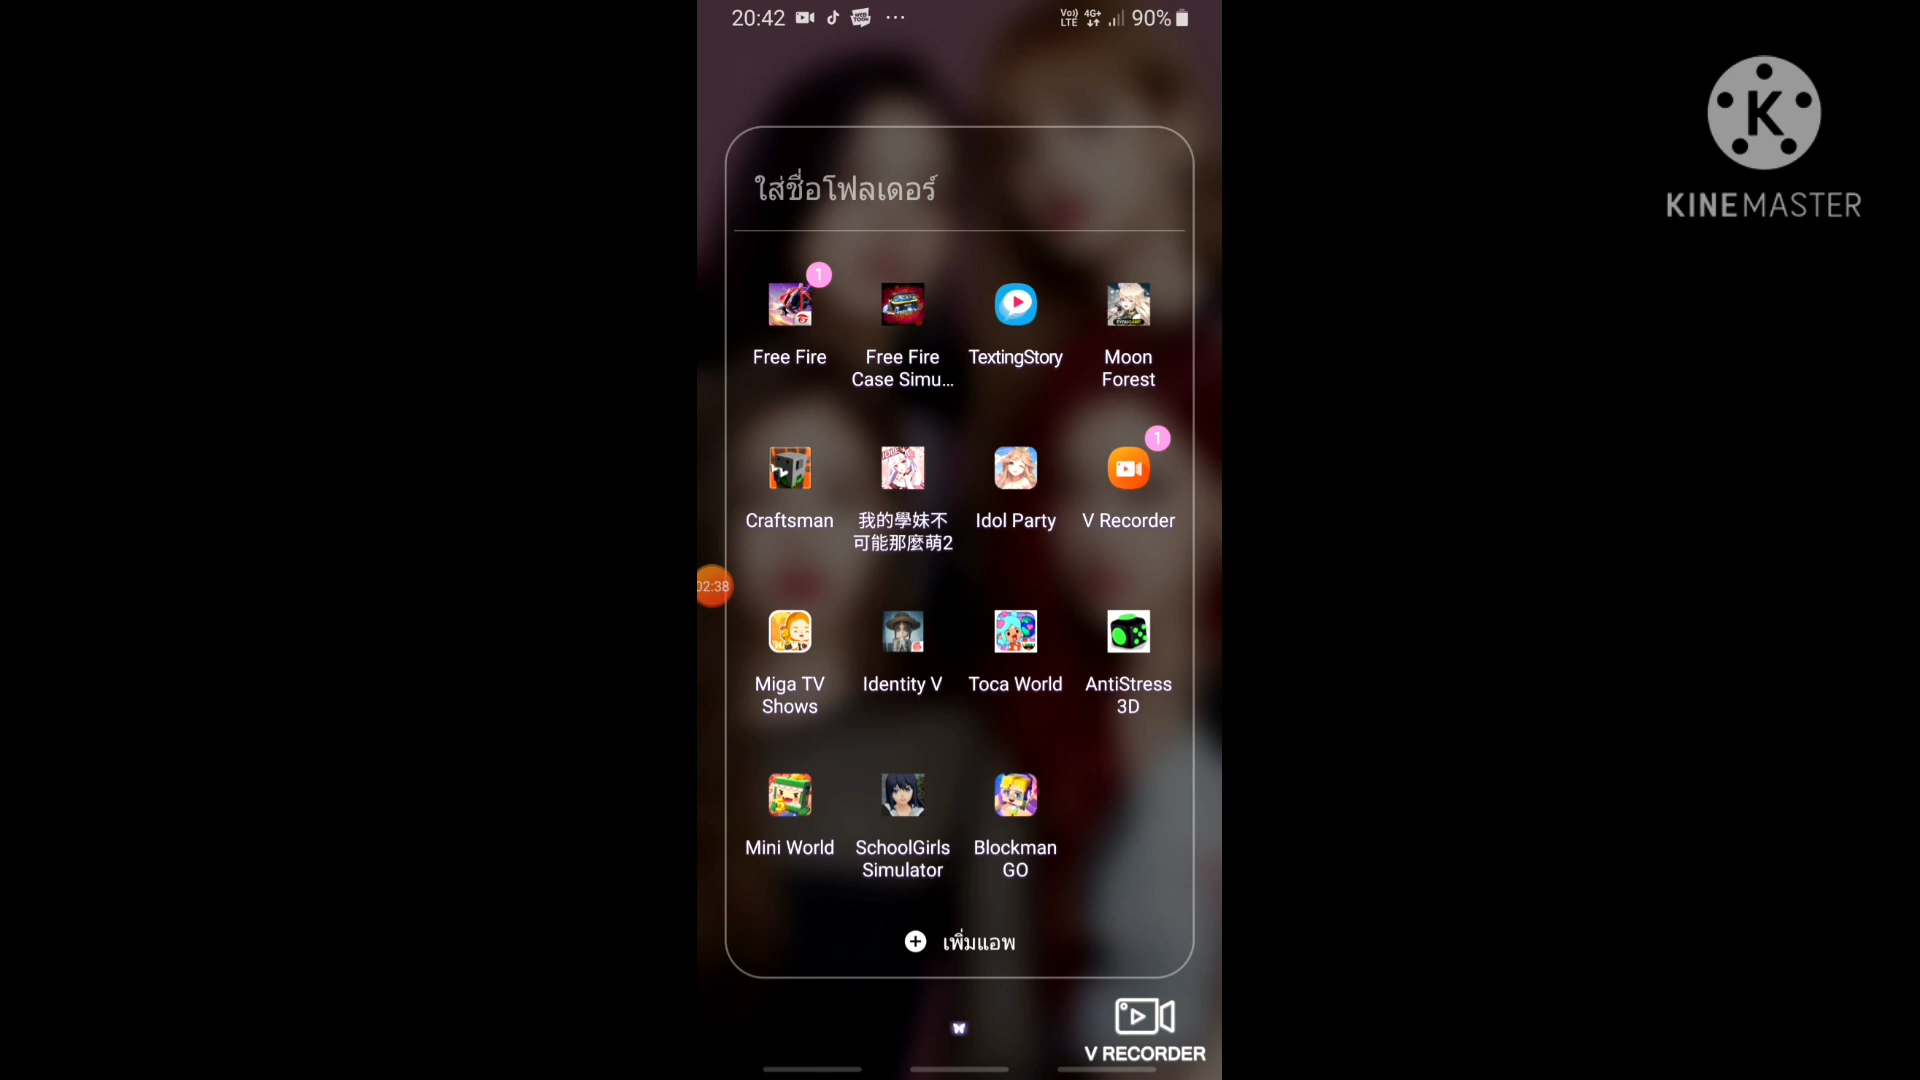 20:42
Vo))
LTE
4G+
90%
KINEMASTER
ใส่ชื่อโฟลเดอร์
1
Free Fire
Free Fire
Case Simu...
TextingStory
Moon
Forest
1
Craftsman
我的學妹不
可能那麼萌2
Idol Party
V Recorder
02:38
Miga TV
Shows
Identity V
Toca World
AntiStress
3D
Mini World
SchoolGirls
Simulator
Blockman
GO
เพิ่มแอพ
V RECORDER